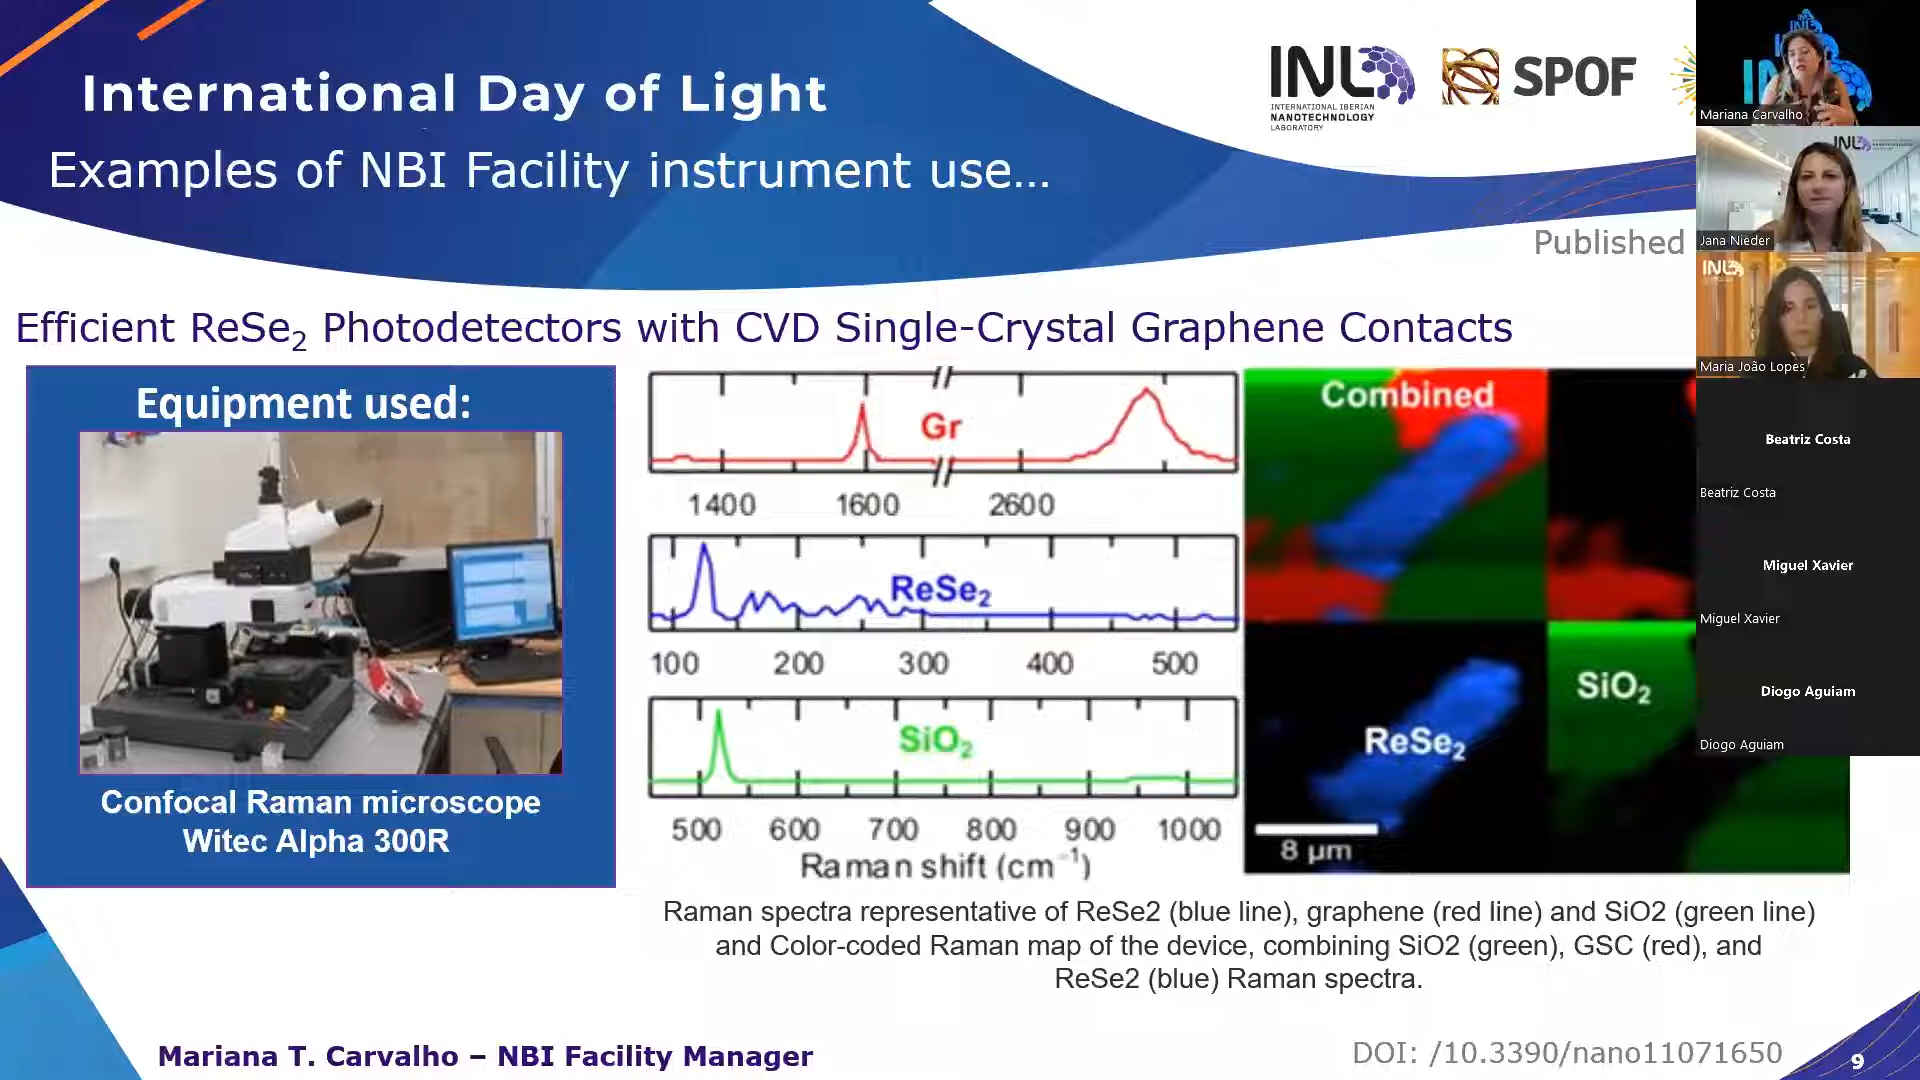 International Day of Light
Examples of NBI Facility instrument use...
INL
INTERNATIONAL IBERIAN
NANOTECHNOLOGY
LABORATORY
SPOF
Published
Efficient ReSe2 Photodetectors with CVD Single-Crystal Graphene Contacts
Equipment used:
Confocal Raman microscope
Witec Alpha 300R
Gr
1400 1600 2600
ReSe2
100 200 300 400 500
SiO2
500 600 700 800 900 1000
Raman shift (cm⁻¹)
Combined
ReSe2
SiO2
8 µm
Raman spectra representative of ReSe2 (blue line), graphene (red line) and SiO2 (green line)
and Color-coded Raman map of the device, combining SiO2 (green), GSC (red), and
ReSe2 (blue) Raman spectra.
Mariana T. Carvalho – NBI Facility Manager
DOI: /10.3390/nano11071650
9
Mariana Carvalho
INL
Jana Nieder
INL
Maria João Lopes
Beatriz Costa
Beatriz Costa
Miguel Xavier
Miguel Xavier
Diogo Aguiam
Diogo Aguiam